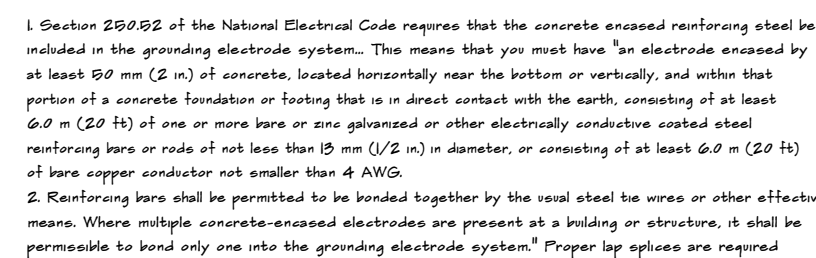 1. Section 250.52 of the National Electrical Code requires that the concrete encased reinforcing steel be
included in the grounding electrode system... This means that you must have "an electrode encased by
at least 50 mm (2 in.) of concrete, located horizontally near the bottom or vertically, and within that
portion of a concrete foundation or footing that is in direct contact with the earth, consisting of at least
6.0 m (20 ft) of one or more bare or zinc galvanized or other electrically conductive coated steel
reinforcing bars or rods of not less than 13 mm (1/2 in.) in diameter, or consisting of at least 6.0 m (20 ft)
of bare copper conductor not smaller than 4 AWG.
2. Reinforcing bars shall be permitted to be bonded together by the usual steel tie wires or other effectiv
means. Where multiple concrete-encased electrodes are present at a building or structure, it shall be
permissible to bond only one into the grounding electrode system." Proper lap splices are required